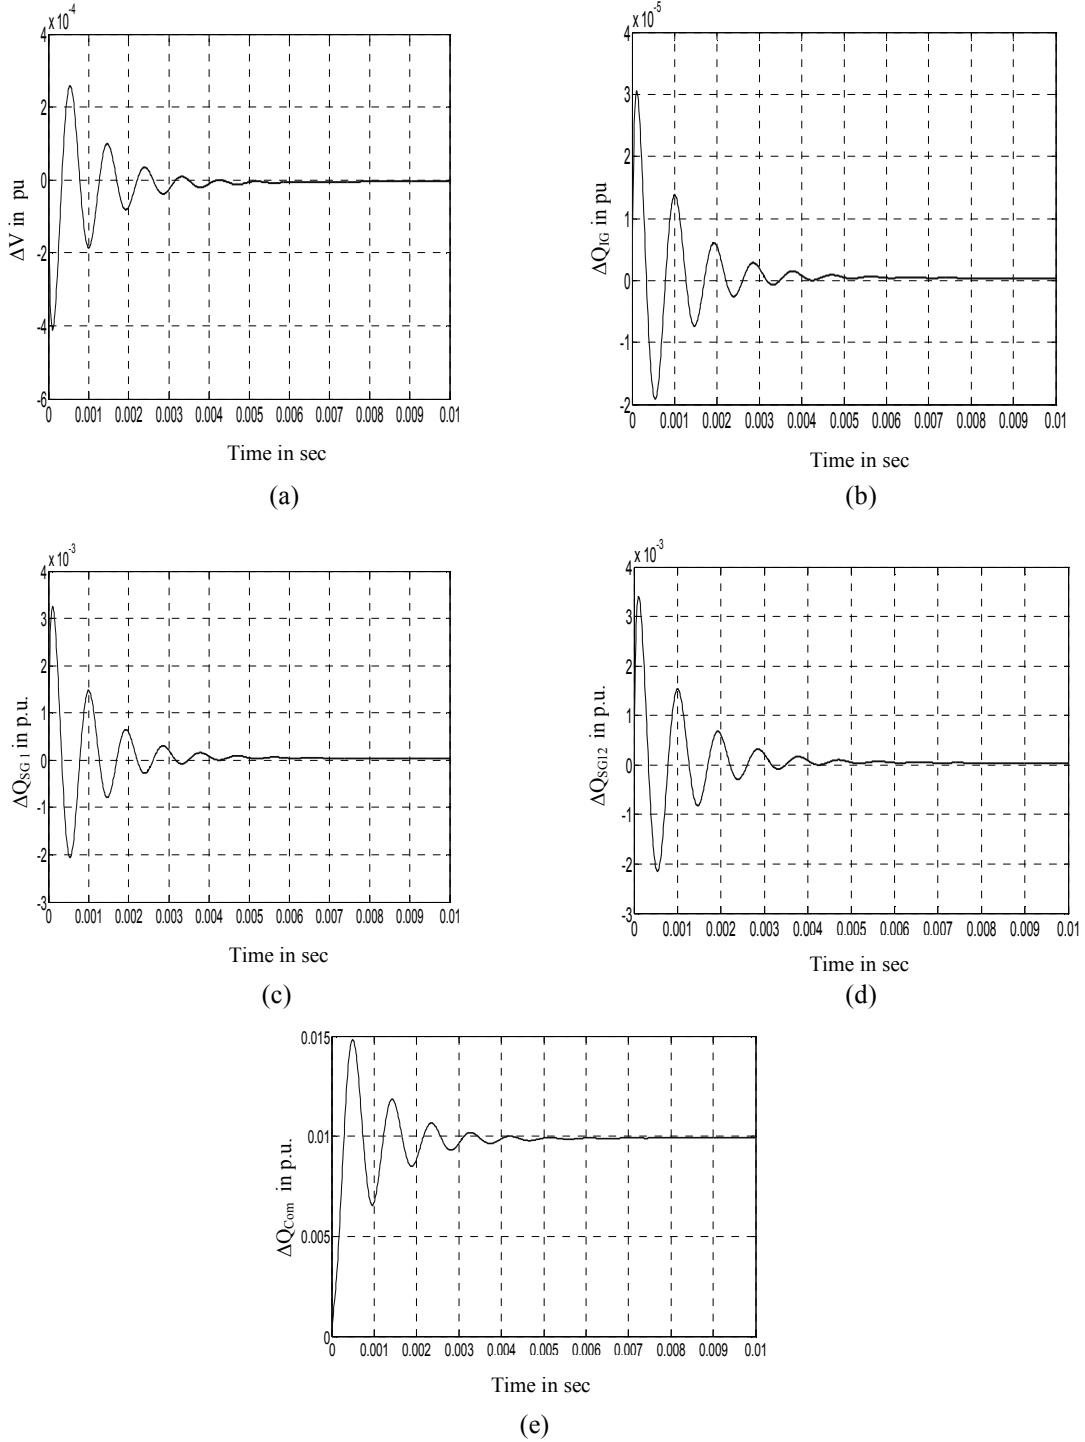 x 10-4
4
2
0
-2
-4
-6
ΔV in pu
0 0.001 0.002 0.003 0.004 0.005 0.006 0.007 0.008 0.009 0.01
Time in sec
(a)
x 10-5
4
3
2
1
0
-1
-2
ΔQIG in pu
0 0.001 0.002 0.003 0.004 0.005 0.006 0.007 0.008 0.009 0.01
Time in sec
(b)
x 10-3
4
3
2
1
0
-1
-2
-3
ΔQSG 1 in p.u.
0 0.001 0.002 0.003 0.004 0.005 0.006 0.007 0.008 0.009 0.01
Time in sec
(c)
x 10-3
4
3
2
1
0
-1
-2
-3
ΔQSG12 in p.u.
0 0.001 0.002 0.003 0.004 0.005 0.006 0.007 0.008 0.009 0.01
Time in sec
(d)
0.015
0.01
0.005
0
ΔQCom in p.u.
0 0.001 0.002 0.003 0.004 0.005 0.006 0.007 0.008 0.009 0.01
Time in sec
(e)